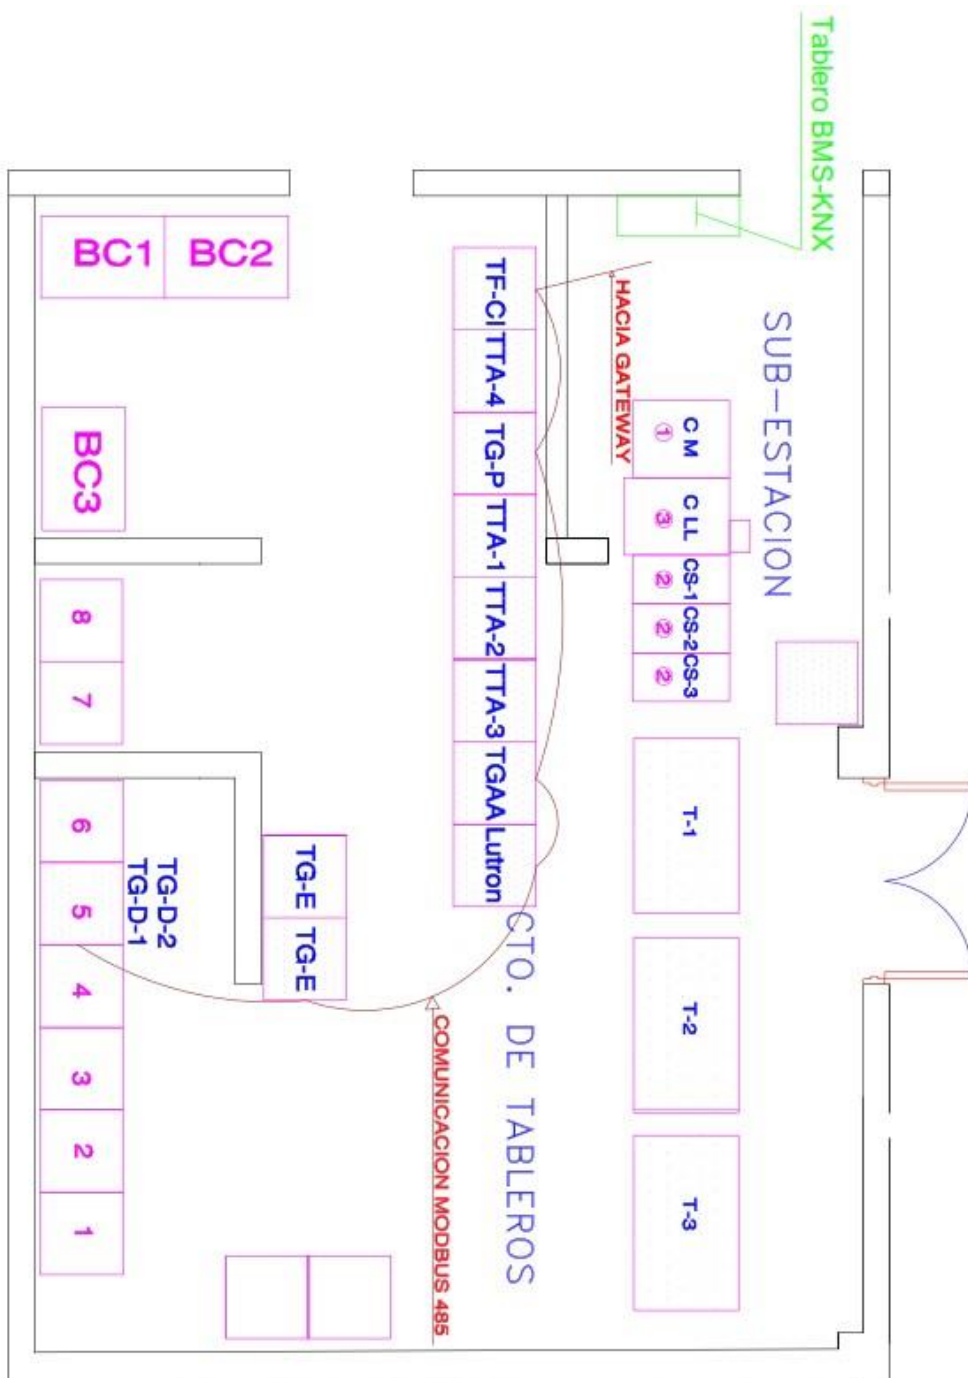 Tablero BMS-KNX
SUB-ESTACION
HACIA GATEWAY
BC1
BC2
BC3
TF-CI
TTA-4
TG-P
TTA-1
TTA-2
TTA-3
TGAA
Lutron
C M
①
C LL
③
CS-1
②
CS-2
②
CS-3
②
T-1
T-2
T-3
8
7
6
5
4
3
2
1
TG-D-2
TG-D-1
TG-E
TG-E
CTO. DE TABLEROS
COMUNICACION MODBUS 485